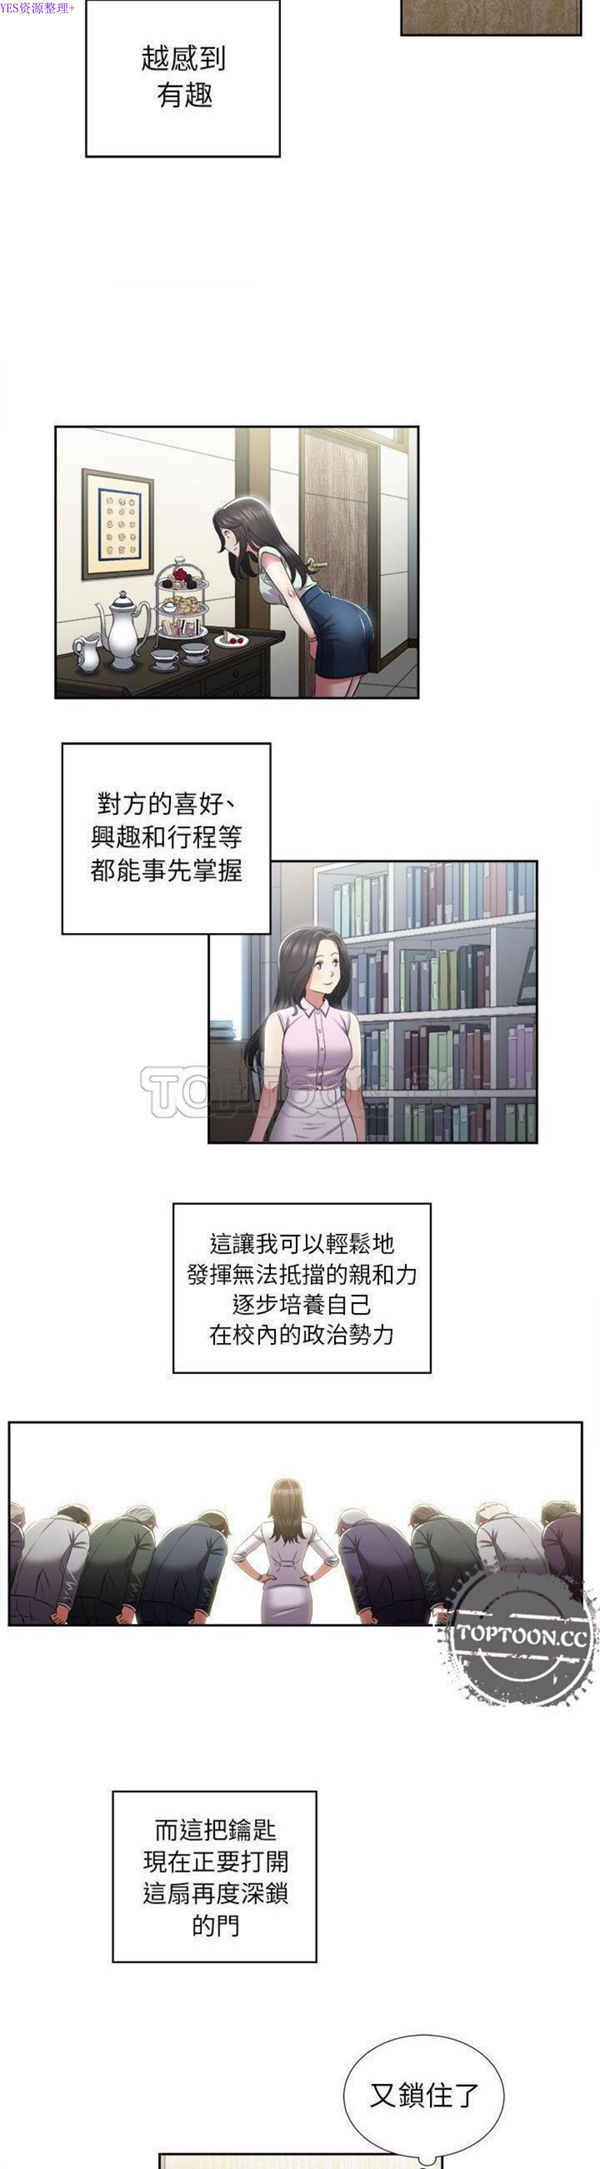 YES资源整理+
越感到
有趣
對方的喜好、
興趣和行程等
都能事先掌握
TOPTOON.CC
這讓我可以輕鬆地
發揮無法抵擋的親和力
逐步培養自己
在校內的政治勢力
TOPTOON.CC
而這把鑰匙
現在正要打開
這扇再度深鎖
的門
又鎖住了